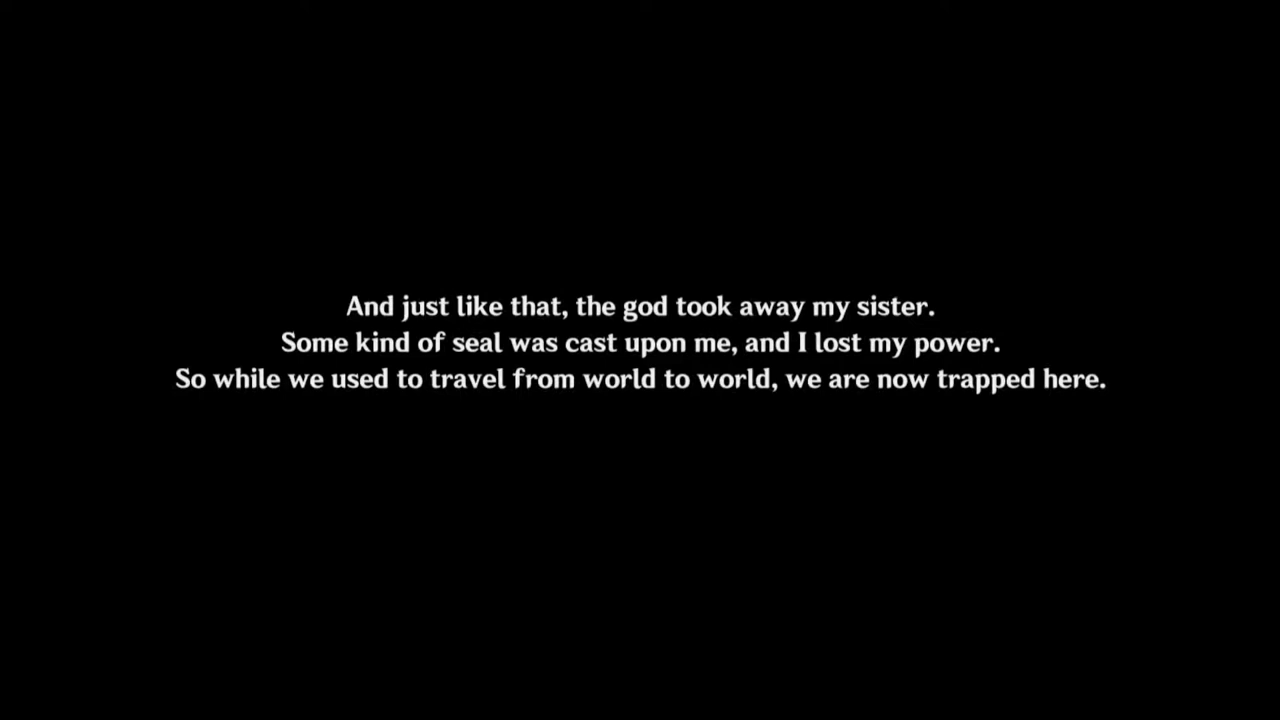 And just like that, the god took away my sister.
Some kind of seal was cast upon me, and I lost my power.
So while we used to travel from world to world, we are now trapped here.